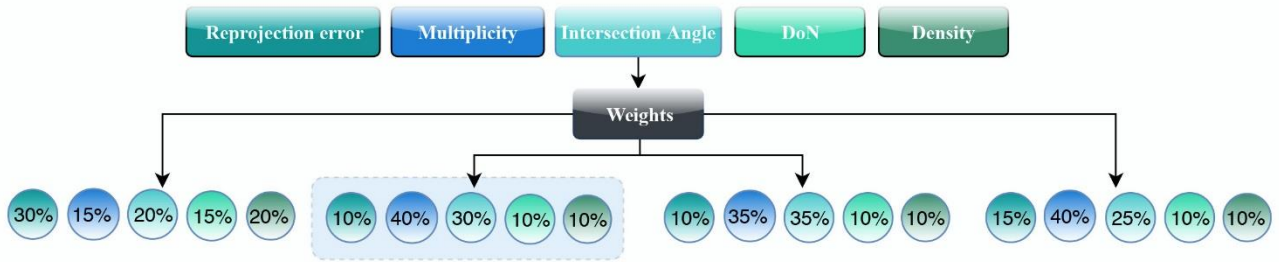 Reprojection error Multiplicity Intersection Angle DoN Density
Weights
30% 15% 20% 15% 20% 10% 40% 30% 10% 10% 10% 35% 35% 10% 10% 15% 40% 25% 10% 10%